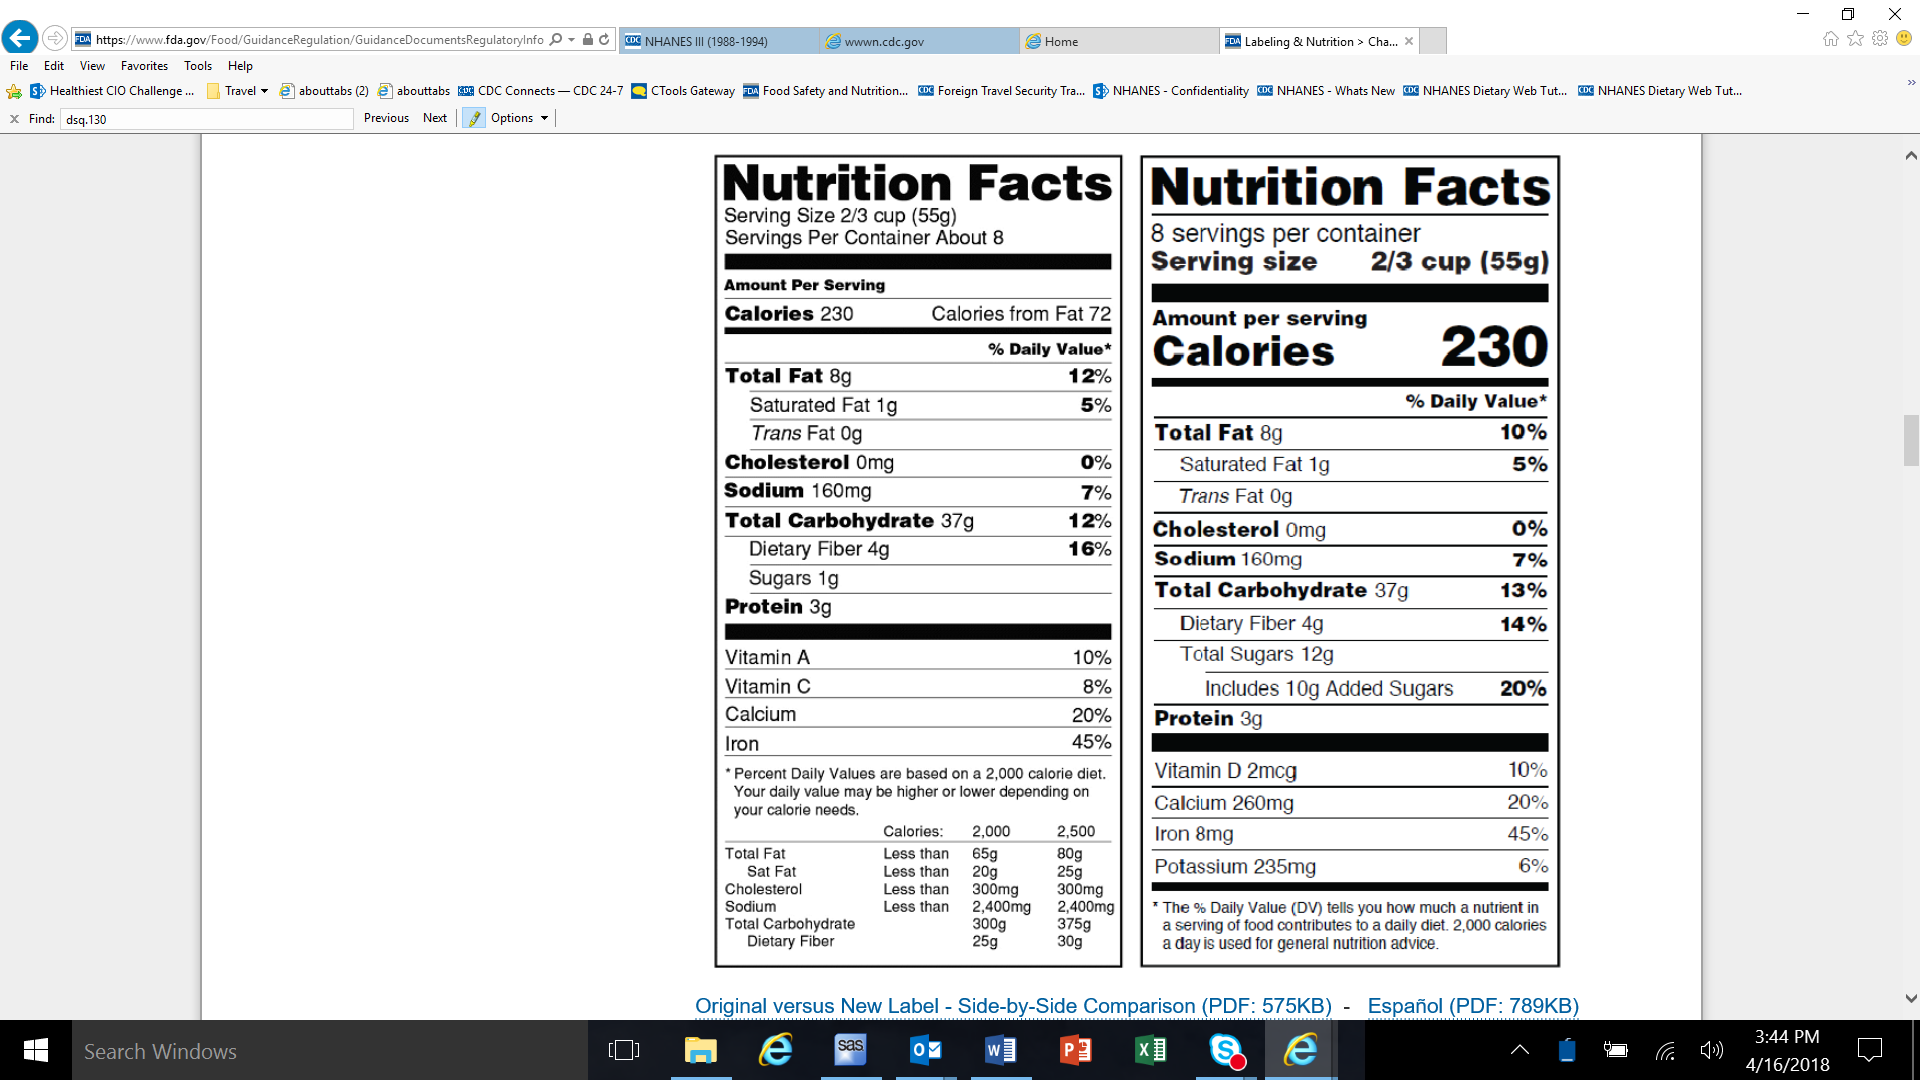 https://www.fda.gov/Food/GuidanceRegulation/GuidanceDocumentsRegulatoryInfo
NHANES III (1988-1994)
wwwn.cdc.gov
Home
Labeling & Nutrition > Cha...
File Edit View Favorites Tools Help
Healthiest CIO Challenge ...
Travel
abouttabs (2)
abouttabs
CDC Connects — CDC 24-7
CTools Gateway
Food Safety and Nutrition...
Foreign Travel Security Tra...
NHANES - Confidentiality
NHANES - Whats New
NHANES Dietary Web Tut...
NHANES Dietary Web Tut...
x Find: dsq.130 Previous Next Options
Nutrition Facts
Serving Size 2/3 cup (55g)
Servings Per Container About 8
Amount Per Serving
Calories 230 Calories from Fat 72
% Daily Value*
Total Fat 8g 12%
Saturated Fat 1g 5%
Trans Fat 0g
Cholesterol 0mg 0%
Sodium 160mg 7%
Total Carbohydrate 37g 12%
Dietary Fiber 4g 16%
Sugars 1g
Protein 3g
Vitamin A 10%
Vitamin C 8%
Calcium 20%
Iron 45%
* Percent Daily Values are based on a 2,000 calorie diet.
Your daily value may be higher or lower depending on
your calorie needs.
Calories: 2,000 2,500
Total Fat Less than 65g 80g
Sat Fat Less than 20g 25g
Cholesterol Less than 300mg 300mg
Sodium Less than 2,400mg 2,400mg
Total Carbohydrate 300g 375g
Dietary Fiber 25g 30g
Nutrition Facts
8 servings per container
Serving size 2/3 cup (55g)
Amount per serving
Calories 230
% Daily Value*
Total Fat 8g 10%
Saturated Fat 1g 5%
Trans Fat 0g
Cholesterol 0mg 0%
Sodium 160mg 7%
Total Carbohydrate 37g 13%
Dietary Fiber 4g 14%
Total Sugars 12g
Includes 10g Added Sugars 20%
Protein 3g
Vitamin D 2mcg 10%
Calcium 260mg 20%
Iron 8mg 45%
Potassium 235mg 6%
* The % Daily Value (DV) tells you how much a nutrient in
a serving of food contributes to a daily diet. 2,000 calories
a day is used for general nutrition advice.
Original versus New Label - Side-by-Side Comparison (PDF: 575KB) - Español (PDF: 789KB)
Search Windows
sas
3:44 PM
4/16/2018